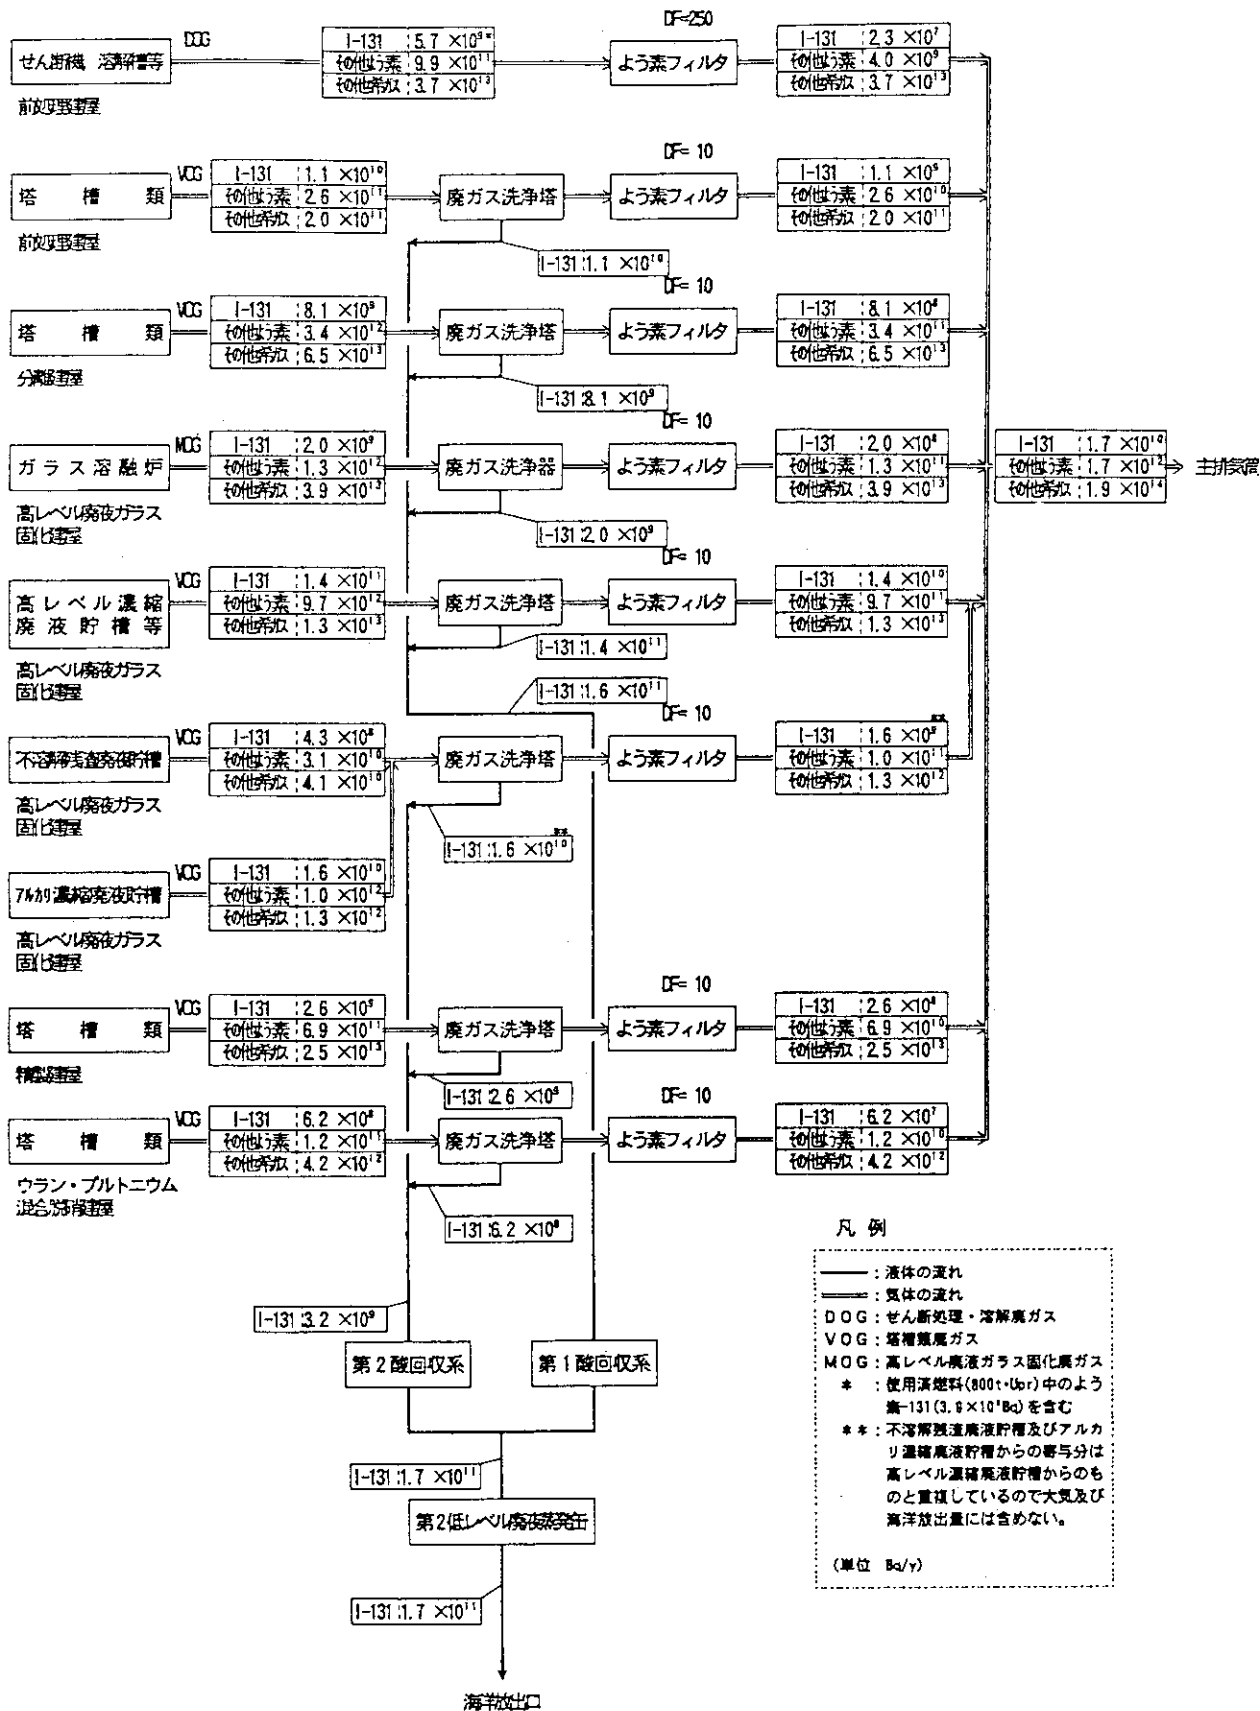 DOG
DF=250
せん断機 溶解槽等
I-131 5.7 ×10⁹*
その他よう素 9.9 ×10¹¹
その他希ガス 3.7 ×10¹³
よう素フィルタ
I-131 2.3 ×10⁷
その他よう素 4.0 ×10⁹
その他希ガス 3.7 ×10¹³
前処理建屋
VOG
DF= 10
塔槽類
I-131 1.1 ×10¹⁰
その他よう素 2.6 ×10¹¹
その他希ガス 2.0 ×10¹¹
廃ガス洗浄塔
よう素フィルタ
I-131 1.1 ×10⁹
その他よう素 2.6 ×10¹⁰
その他希ガス 2.0 ×10¹¹
前処理建屋
I-131 1.1 ×10¹⁰
VOG
DF= 10
塔槽類
I-131 8.1 ×10⁹
その他よう素 3.4 ×10¹²
その他希ガス 6.5 ×10¹³
廃ガス洗浄塔
よう素フィルタ
I-131 8.1 ×10⁸
その他よう素 3.4 ×10¹¹
その他希ガス 6.5 ×10¹³
分離建屋
I-131 8.1 ×10⁹
MOG
DF= 10
ガラス溶融炉
I-131 2.0 ×10⁹
その他よう素 1.3 ×10¹²
その他希ガス 3.9 ×10¹³
廃ガス洗浄器
よう素フィルタ
I-131 2.0 ×10⁸
その他よう素 1.3 ×10¹¹
その他希ガス 3.9 ×10¹³
I-131 1.7 ×10¹⁰
その他よう素 1.7 ×10¹²
その他希ガス 1.9 ×10¹⁴
主排気筒
高レベル廃液ガラス
固化建屋
I-131 2.0 ×10⁹
VOG
DF= 10
高レベル濃縮
廃液貯槽等
I-131 1.4 ×10¹¹
その他よう素 9.7 ×10¹²
その他希ガス 1.3 ×10¹³
廃ガス洗浄塔
よう素フィルタ
I-131 1.4 ×10¹⁰
その他よう素 9.7 ×10¹¹
その他希ガス 1.3 ×10¹³
高レベル廃液ガラス
固化建屋
I-131 1.4 ×10¹¹
I-131 1.6 ×10¹¹
VOG
DF= 10
不溶解残渣廃液貯槽
I-131 4.3 ×10⁸
その他よう素 3.1 ×10¹⁰
その他希ガス 4.1 ×10¹⁰
廃ガス洗浄塔
よう素フィルタ
**
I-131 1.6 ×10⁹
その他よう素 1.0 ×10¹¹
その他希ガス 1.3 ×10¹²
高レベル廃液ガラス
固化建屋
I-131 1.6 ×10¹⁰**
VOG
アルカリ濃縮廃液貯槽
I-131 1.6 ×10¹⁰
その他よう素 1.0 ×10¹²
その他希ガス 1.3 ×10¹²
高レベル廃液ガラス
固化建屋
VOG
DF= 10
塔槽類
I-131 2.6 ×10⁹
その他よう素 6.9 ×10¹¹
その他希ガス 2.5 ×10¹³
廃ガス洗浄塔
よう素フィルタ
I-131 2.6 ×10⁸
その他よう素 6.9 ×10¹⁰
その他希ガス 2.5 ×10¹³
精製建屋
I-131 2.6 ×10⁹
VOG
DF= 10
塔槽類
I-131 6.2 ×10⁸
その他よう素 1.2 ×10¹¹
その他希ガス 4.2 ×10¹²
廃ガス洗浄塔
よう素フィルタ
I-131 6.2 ×10⁷
その他よう素 1.2 ×10¹⁰
その他希ガス 4.2 ×10¹²
ウラン・プルトニウム
混合脱硝建屋
I-131 6.2 ×10⁸
I-131 3.2 ×10⁹
第2酸回収系
第1酸回収系
I-131 1.7 ×10¹¹
第2低レベル廃液蒸発缶
I-131 1.7 ×10¹¹
海洋放出口
凡 例
：液体の流れ
：気体の流れ
DOG：せん断処理・溶解廃ガス
VOG：塔槽類廃ガス
MOG：高レベル廃液ガラス固化廃ガス
*：使用済燃料(800t・Upr)中のよう
素-131(3.8×10⁹Bq)を含む
**：不溶解残渣廃液貯槽及びアルカ
リ濃縮廃液貯槽からの寄与分は
高レベル濃縮廃液貯槽からのも
のと重複しているので大気及び
海洋放出量には含めない。
(単位 Bq/y)